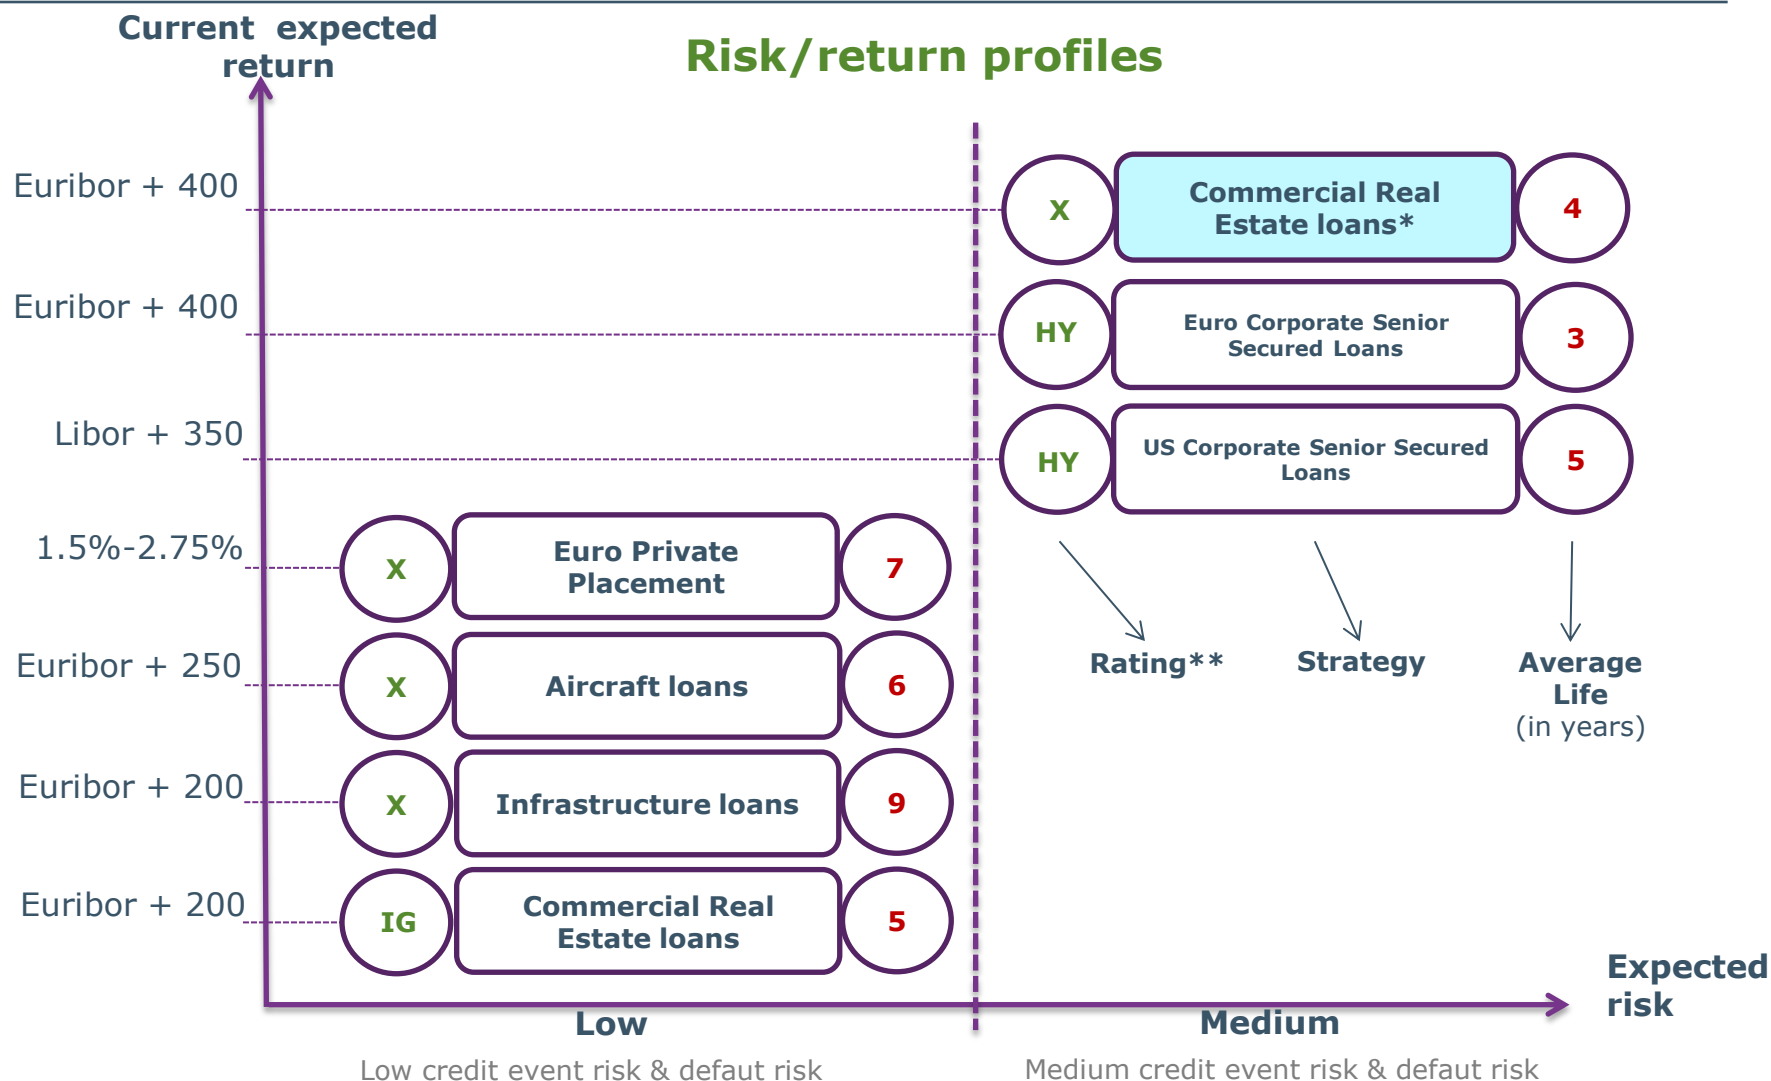 Current expected
return
Risk/return profiles
Euribor + 400
X
Commercial Real
Estate loans*
4
Euribor + 400
HY
Euro Corporate Senior
Secured Loans
3
Libor + 350
HY
US Corporate Senior Secured
Loans
5
1.5%-2.75%
X
Euro Private
Placement
7
Euribor + 250
X
Aircraft loans
6
Rating**
Strategy
Average
Life
(in years)
Euribor + 200
X
Infrastructure loans
9
Euribor + 200
IG
Commercial Real
Estate loans
5
Expected
risk
Low
Medium
Low credit event risk & defaut risk
Medium credit event risk & defaut risk